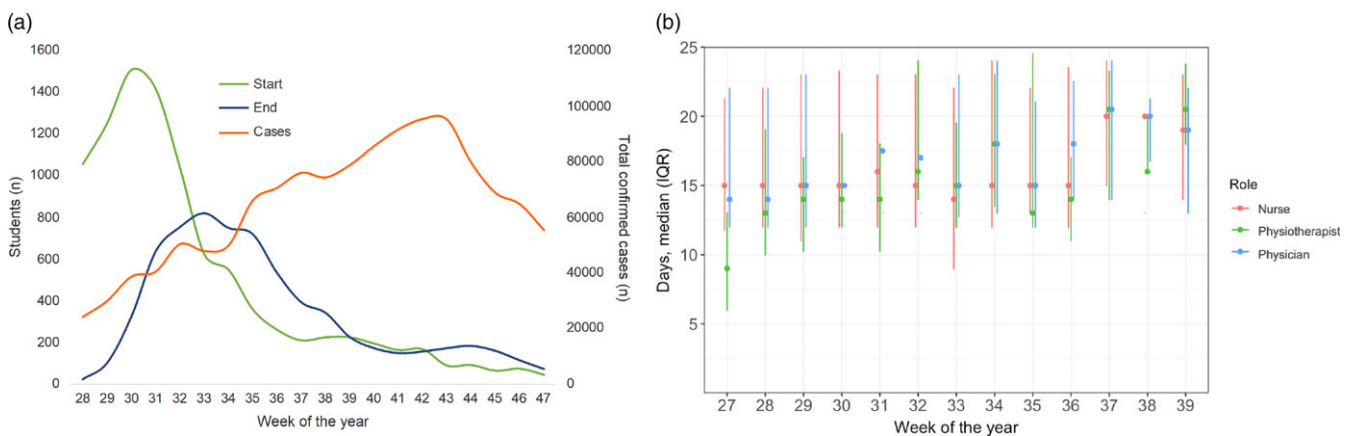 (a)
1600
1400
1200
1000
800
600
400
200
0
Students (n)
Start
End
Cases
120000
100000
80000
60000
40000
20000
0
Total confirmed cases (n)
28 29 30 31 32 33 34 35 36 37 38 39 40 41 42 43 44 45 46 47
Week of the year
(b)
25
20
15
10
5
Days, median (IQR)
27 28 29 30 31 32 33 34 35 36 37 38 39
Week of the year
Role
Nurse
Physiotherapist
Physician